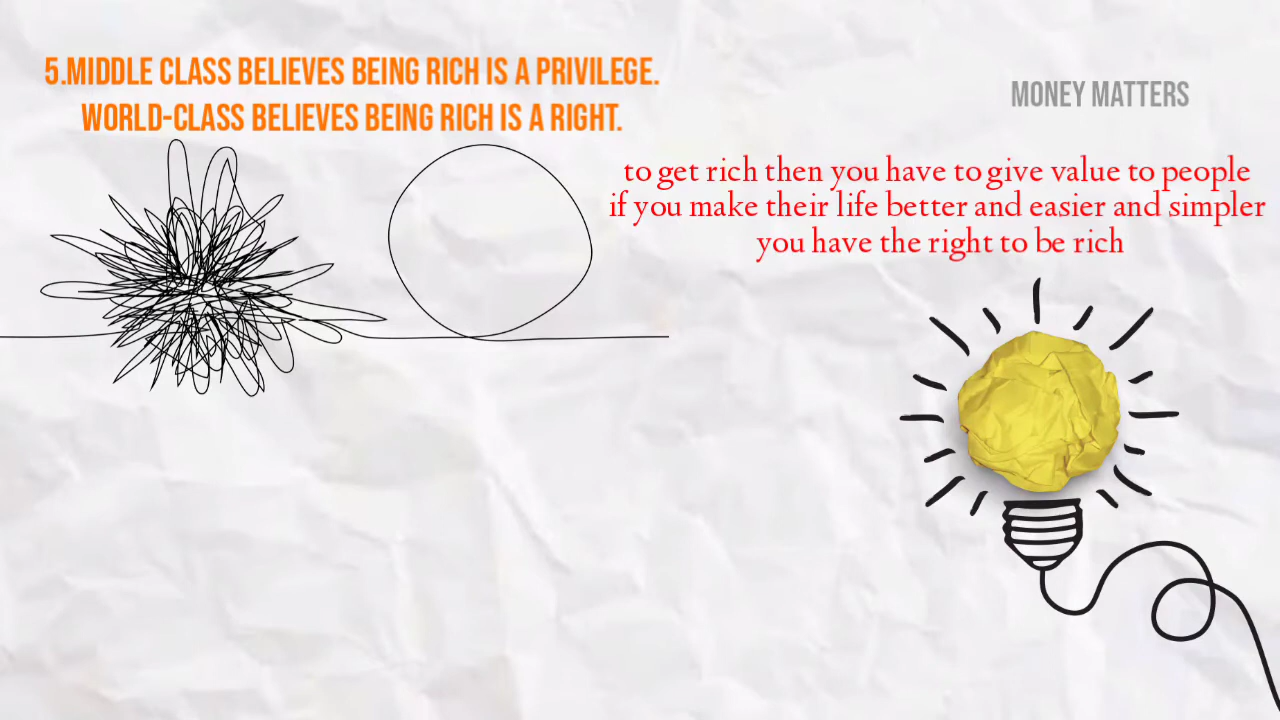 5.MIDDLE CLASS BELIEVES BEING RICH IS A PRIVILEGE.
WORLD-CLASS BELIEVES BEING RICH IS A RIGHT.
MONEY MATTERS
to get rich then you have to give value to people
if you make their life better and easier and simpler
you have the right to be rich